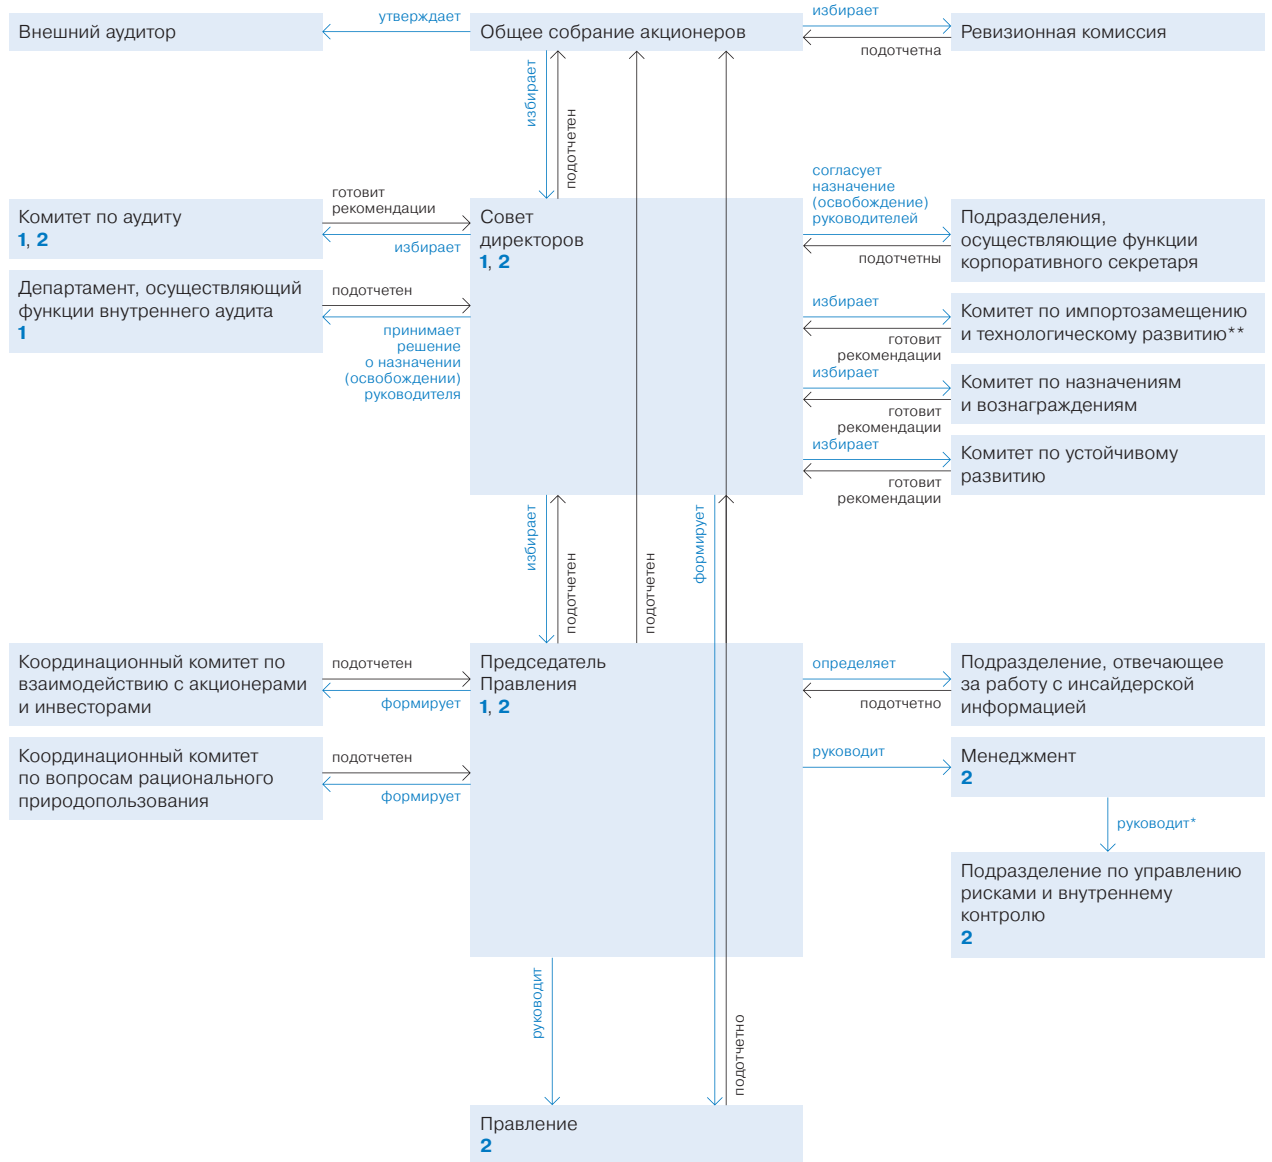 Внешний аудитор
утверждает
Общее собрание акционеров
избирает
подотчетна
Ревизионная комиссия
избирает
подотчетен
Комитет по аудиту
1, 2
готовит
рекомендации
избирает
Департамент, осуществляющий
функции внутреннего аудита
1
подотчетен
принимает
решение
о назначении
(освобождении)
руководителя
Совет
директоров
1, 2
согласует
назначение
(освобождение)
руководителей
подотчетны
Подразделения,
осуществляющие функции
корпоративного секретаря
избирает
готовит
рекомендации
Комитет по импортозамещению
и технологическому развитию**
избирает
готовит
рекомендации
Комитет по назначениям
и вознаграждениям
избирает
готовит
рекомендации
Комитет по устойчивому
развитию
избирает
подотчетен
подотчетен
формирует
Координационный комитет по
взаимодействию с акционерами
и инвесторами
подотчетен
формирует
Координационный комитет
по вопросам рационального
природопользования
подотчетен
формирует
Председатель
Правления
1, 2
определяет
подотчетно
Подразделение, отвечающее
за работу с инсайдерской
информацией
руководит
Менеджмент
2
руководит*
Подразделение по управлению
рисками и внутреннему
контролю
2
руководит
подотчетно
Правление
2